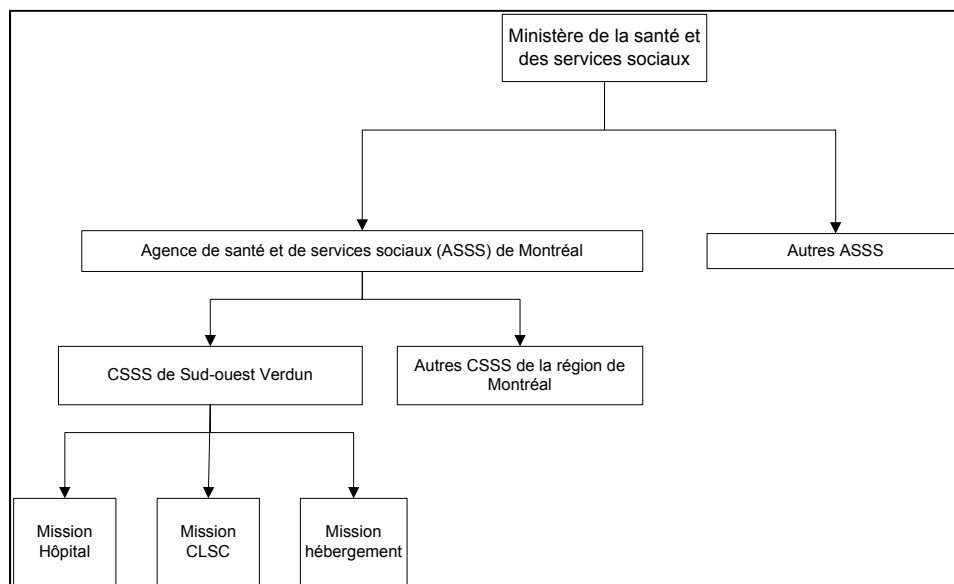 Ministère de la santé et
des services sociaux
Agence de santé et de services sociaux (ASSS) de Montréal
Autres ASSS
CSSS de Sud-ouest Verdun
Autres CSSS de la région de
Montréal
Mission
Hôpital
Mission
CLSC
Mission
hébergement